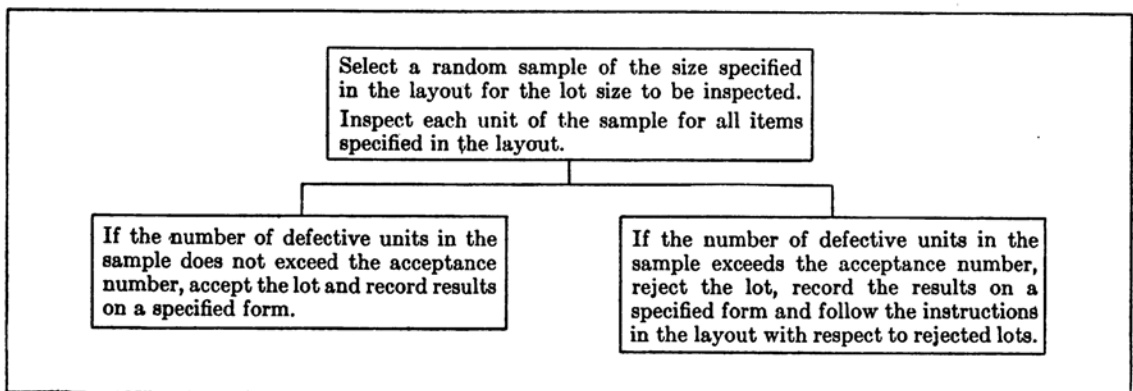 Select a random sample of the size specified
in the layout for the lot size to be inspected.
Inspect each unit of the sample for all items
specified in the layout.
If the number of defective units in the
sample does not exceed the acceptance
number, accept the lot and record results
on a specified form.
If the number of defective units in the
sample exceeds the acceptance number,
reject the lot, record the results on a
specified form and follow the instructions
in the layout with respect to rejected lots.